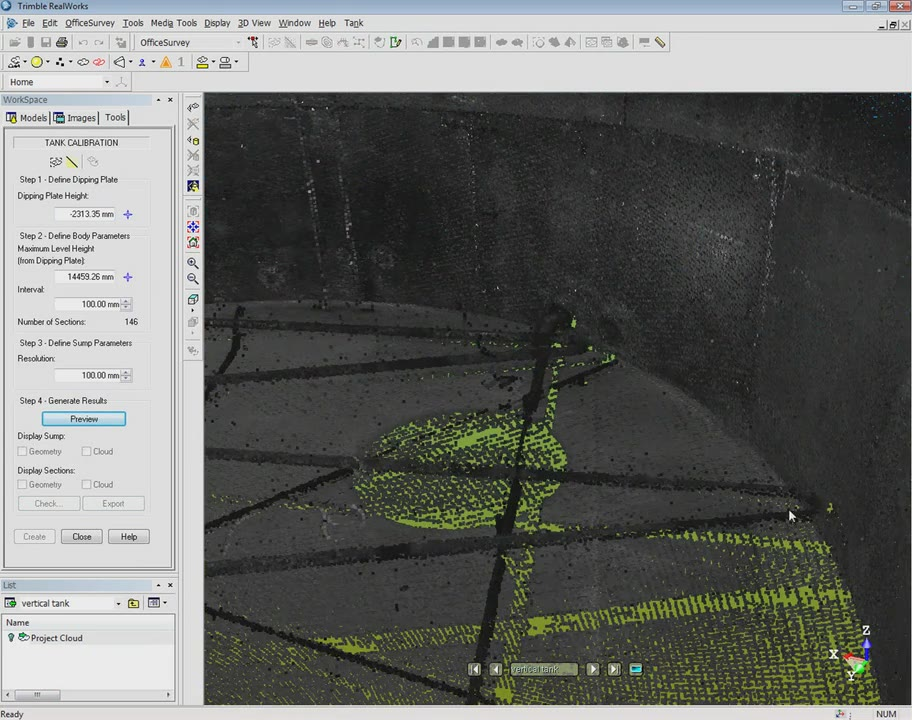 Trimble RealWorks
File Edit OfficeSurvey Tools Media Tools Display 3D View Window Help Tank
OfficeSurvey
1
Home
WorkSpace
Models Images Tools
TANK CALIBRATION
Step 1 - Define Dipping Plate
Dipping Plate Height:
-2313.35 mm
Step 2 - Define Body Parameters
Maximum Level Height
(from Dipping Plate):
14459.26 mm
Interval:
100.00 mm
Number of Sections: 146
Step 3 - Define Sump Parameters
Resolution:
100.00 mm
Step 4 - Generate Results
Preview
Display Sump:
Geometry Cloud
Display Sections:
Geometry Cloud
Check... Export
Create Close Help
List
vertical tank
Name
Project Cloud
vertical tank
Z
X
Y
Ready NUM